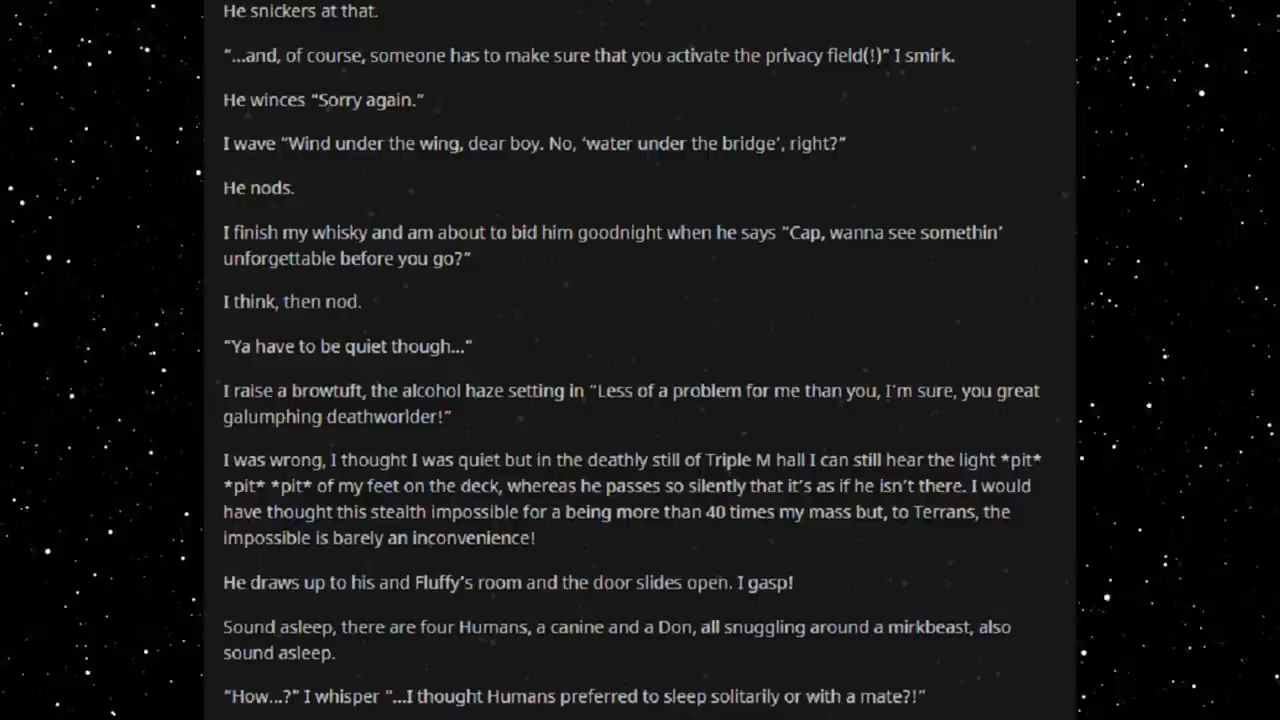 He snickers at that.
“...and, of course, someone has to make sure that you activate the privacy field(!)” I smirk.
He winces “Sorry again.”
I wave “Wind under the wing, dear boy. No, ‘water under the bridge’, right?”
He nods.
I finish my whisky and am about to bid him goodnight when he says “Cap, wanna see somethin’
unforgettable before you go?”
I think, then nod.
“Ya have to be quiet though...”
I raise a browtuft, the alcohol haze setting in “Less of a problem for me than you, I’m sure, you great
galumphing deathworlder!”
I was wrong, I thought I was quiet but in the deathly still of Triple M hall I can still hear the light *pit*
*pit* *pit* of my feet on the deck, whereas he passes so silently that it’s as if he isn’t there. I would
have thought this stealth impossible for a being more than 40 times my mass but, to Terrans, the
impossible is barely an inconvenience!
He draws up to his and Fluffy’s room and the door slides open. I gasp!
Sound asleep, there are four Humans, a canine and a Don, all snuggling around a mirkbeast, also
sound asleep.
“How...?” I whisper “...I thought Humans preferred to sleep solitarily or with a mate?!”